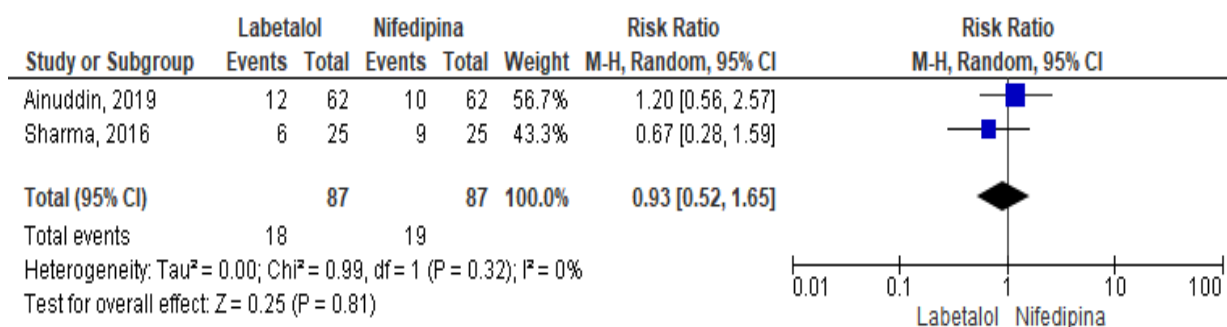 Labetalol Nifedipina Risk Ratio Risk Ratio
Study or Subgroup Events Total Events Total Weight M-H, Random, 95% CI M-H, Random, 95% CI
Ainuddin, 2019 12 62 10 62 56.7% 1.20 [0.56, 2.57]
Sharma, 2016 6 25 9 25 43.3% 0.67 [0.28, 1.59]
Total (95% CI) 87 87 100.0% 0.93 [0.52, 1.65]
Total events 18 19
Heterogeneity: Tau² = 0.00; Chi² = 0.99, df = 1 (P = 0.32); I² = 0%
Test for overall effect: Z = 0.25 (P = 0.81)
0.01 0.1 1 10 100
Labetalol Nifedipina